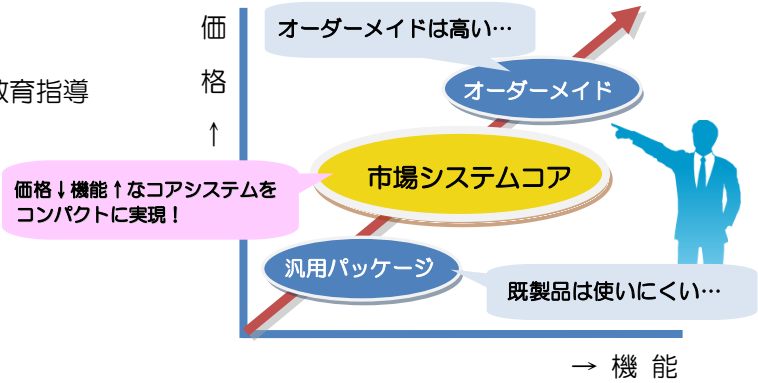 価
格
↑
オーダーメイドは高い…
教育指導
オーダーメイド
市場システムコア
価格↓機能↑なコアシステムを
コンパクトに実現！
汎用パッケージ
既製品は使いにくい…
→ 機 能